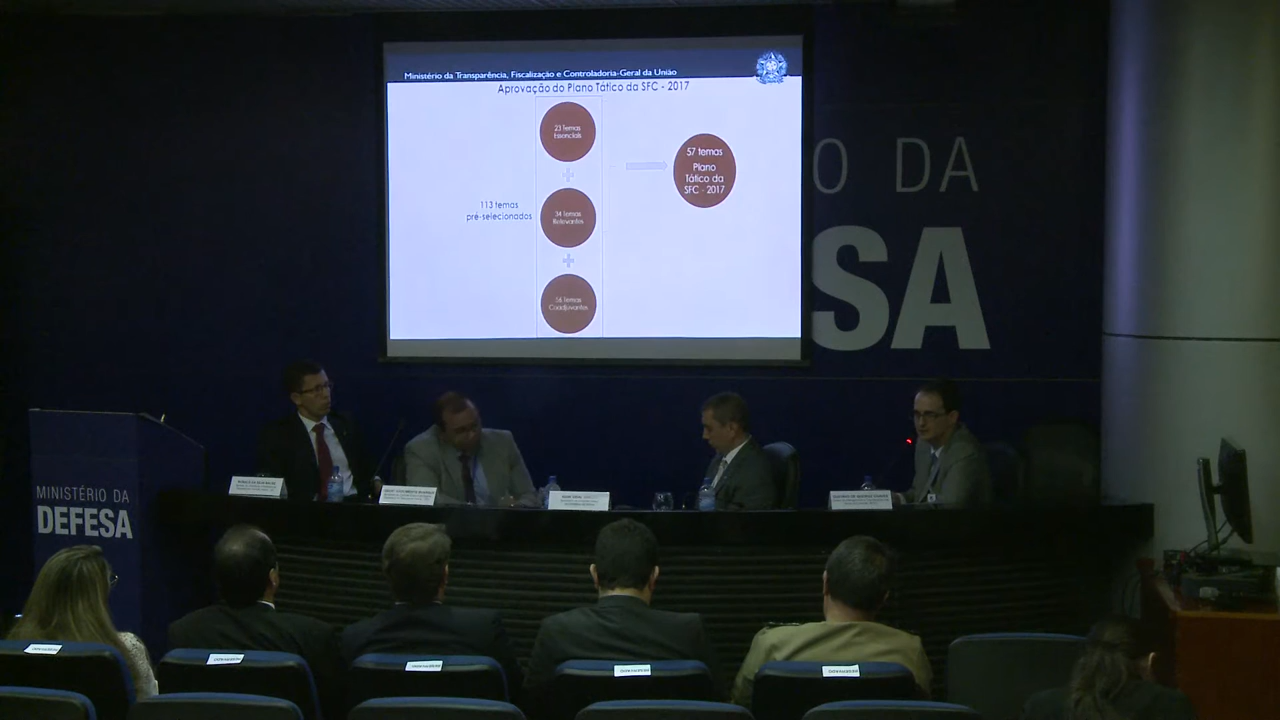 Ministério da Transparência, Fiscalização e Controladoria-Geral da União
Aprovação do Plano Tático da SFC - 2017
23 Temas
Essenciais
113 temas
pré-selecionados
34 Temas
Relevantes
56 Temas
Coadjuvantes
57 temas
Plano
Tático da
SFC - 2017
O DA
SA
MINISTÉRIO DA
DEFESA